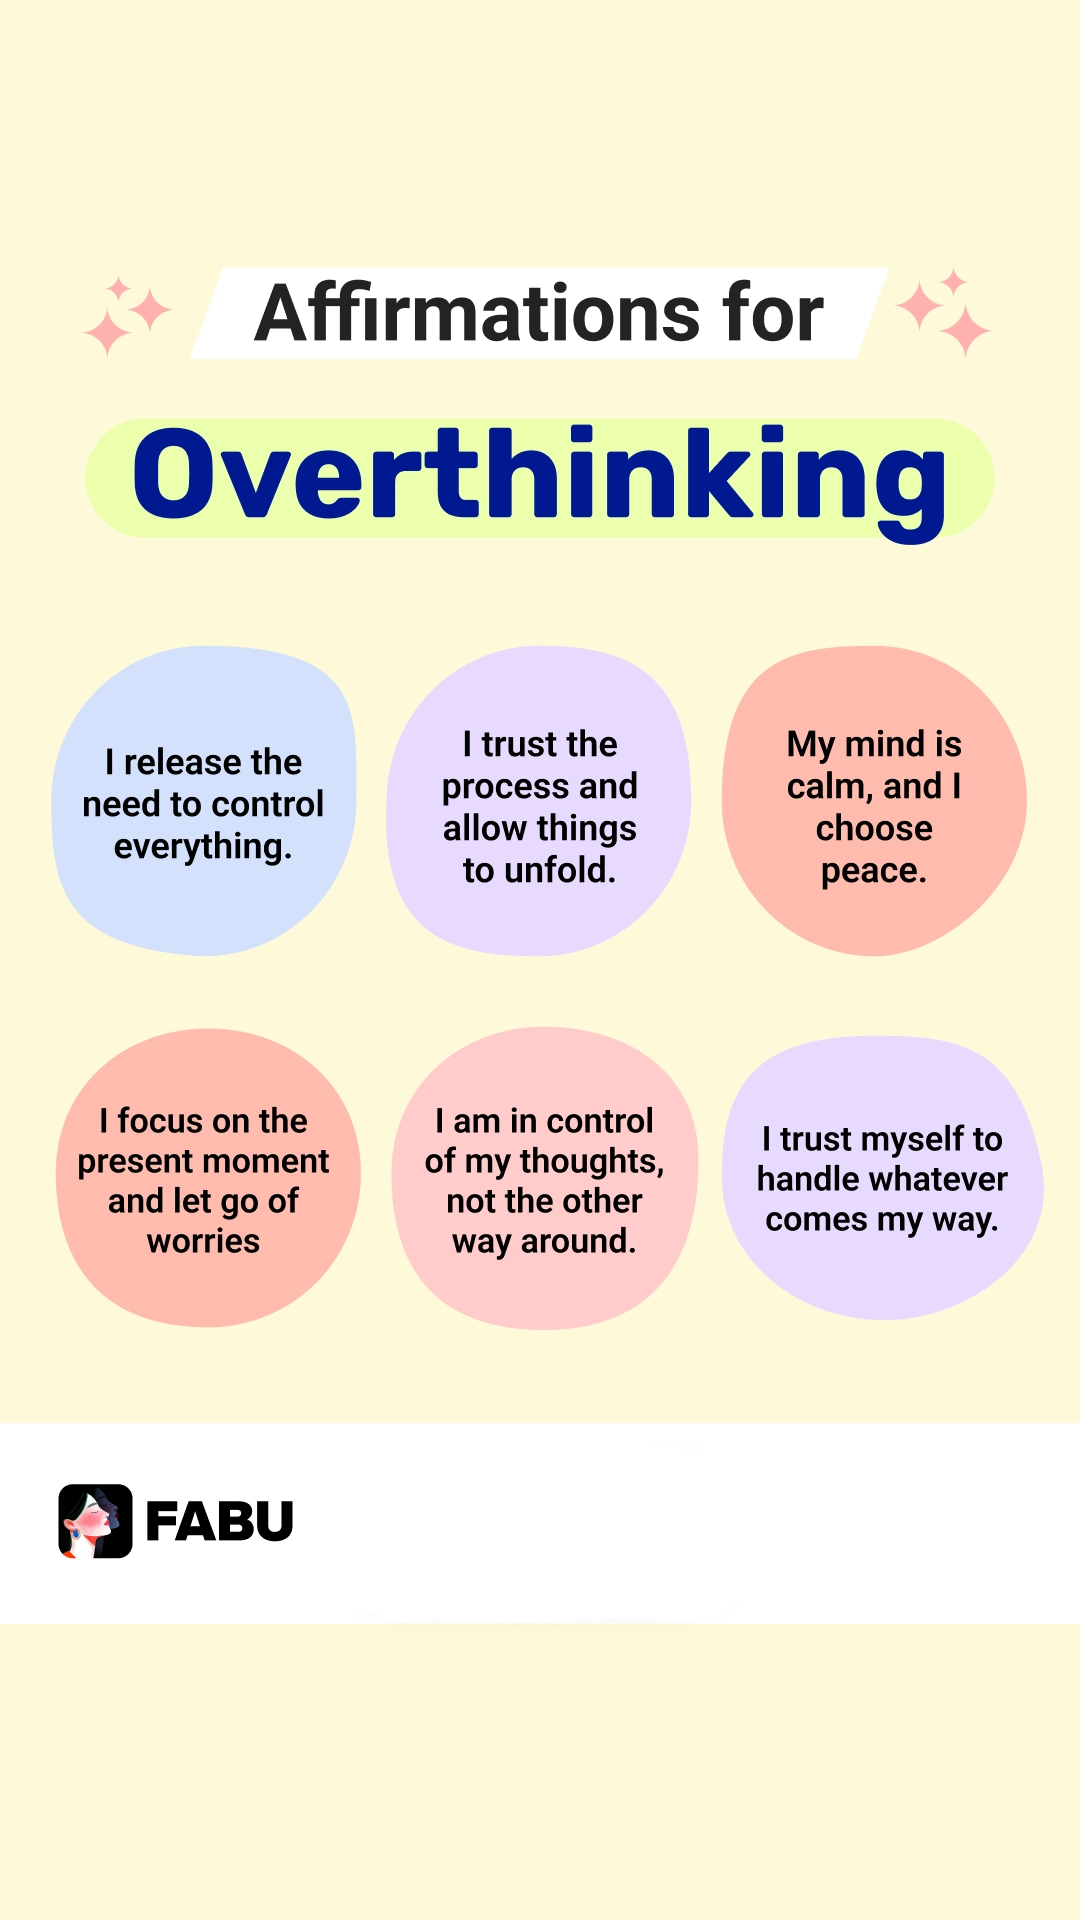 Affirmations for
Overthinking
I release the
need to control
everything.
I trust the
process and
allow things
to unfold.
My mind is
calm, and I
choose
peace.
I focus on the
present moment
and let go of
worries
I am in control
of my thoughts,
not the other
way around.
I trust myself to
handle whatever
comes my way.
FABU